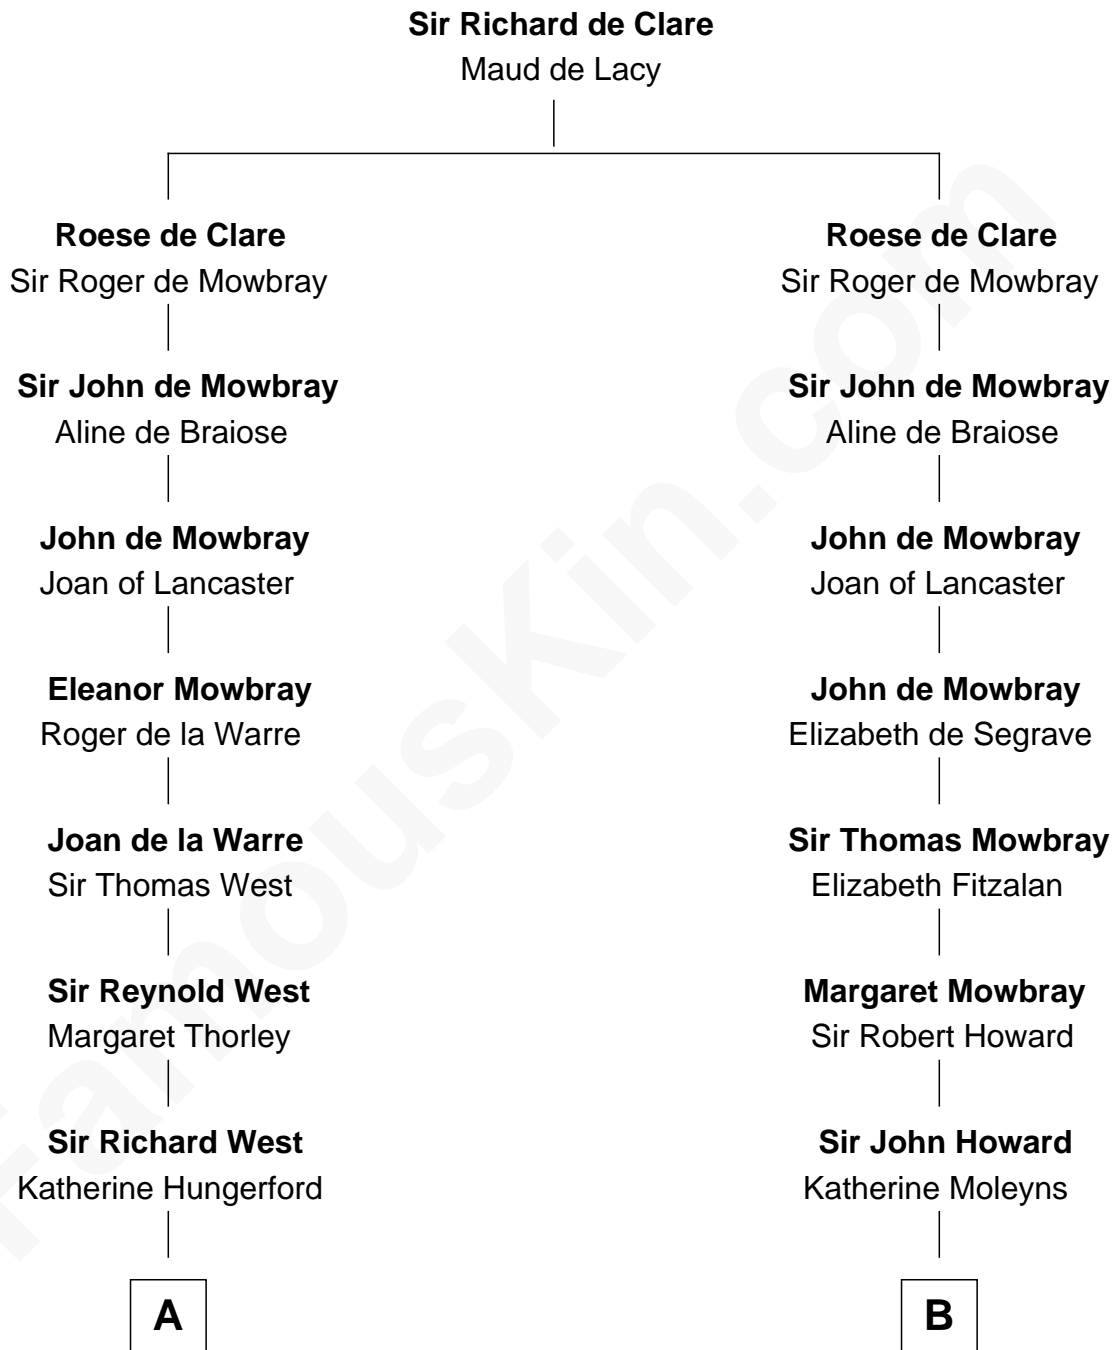 Sir Richard de Clare
Maud de Lacy
Roese de Clare
Sir Roger de Mowbray
Roese de Clare
Sir Roger de Mowbray
Sir John de Mowbray
Aline de Braiose
Sir John de Mowbray
Aline de Braiose
John de Mowbray
Joan of Lancaster
John de Mowbray
Joan of Lancaster
Eleanor Mowbray
Roger de la Warre
John de Mowbray
Elizabeth de Segrave
Joan de la Warre
Sir Thomas West
Sir Thomas Mowbray
Elizabeth Fitzalan
Sir Reynold West
Margaret Thorley
Margaret Mowbray
Sir Robert Howard
Sir Richard West
Katherine Hungerford
Sir John Howard
Katherine Moleyns
A
B
FamousKin.com